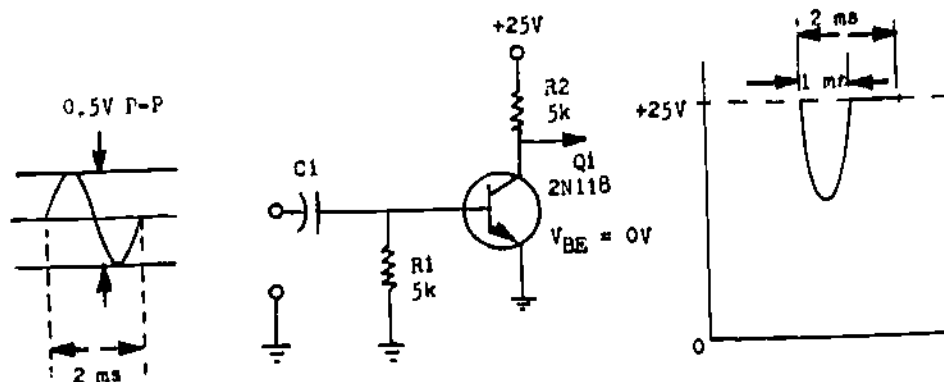 0.5V P-P
2 ms
C1
R1
5k
+25V
R2
5k
Q1
2N118
V_BE = 0V
2 ms
+25V
0